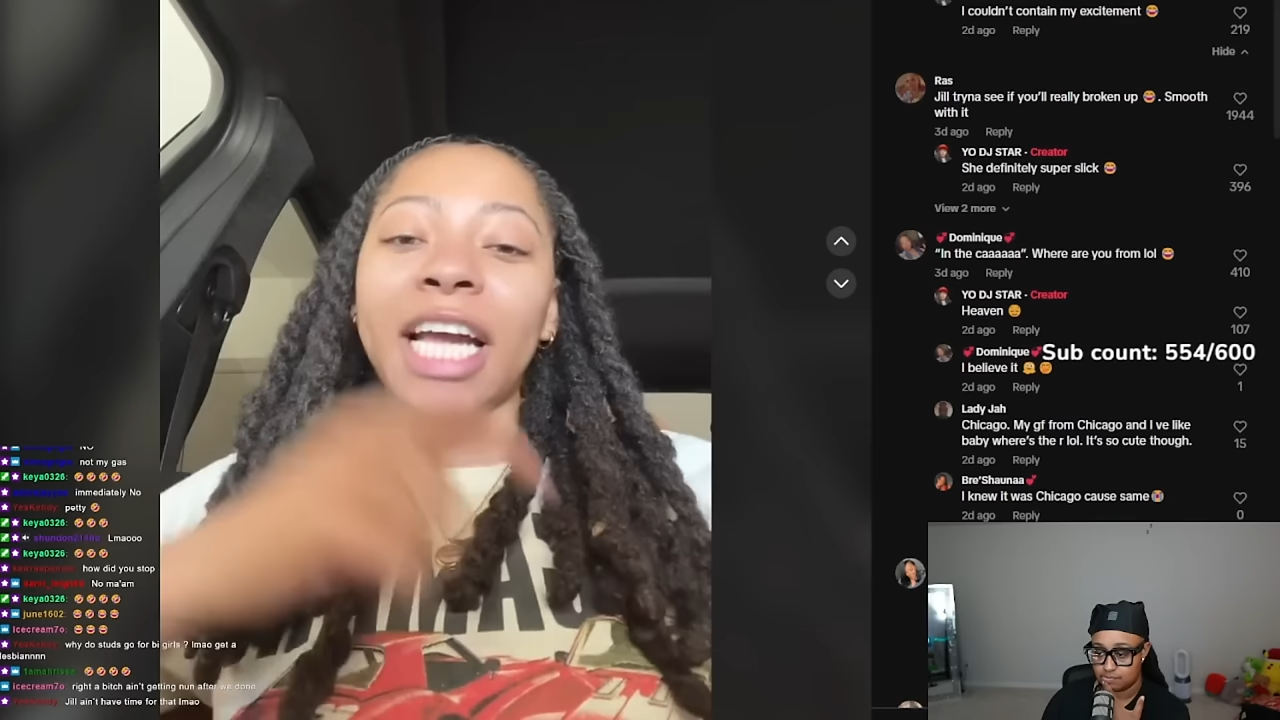 I couldn't contain my excitement 😂
219
2d ago Reply
Hide
Ras
Jill tryna see if you'll really broken up 😂. Smooth
with it
1944
3d ago Reply
YO DJ STAR · Creator
She definitely super slick 😂
396
2d ago Reply
View 2 more
💕Dominique💕
“In the caaaaaa”. Where are you from lol 😂
410
3d ago Reply
YO DJ STAR · Creator
Heaven 😌
107
2d ago Reply
💕Dominique💕
Sub count: 554/600
I believe it 🫠😊
1
2d ago Reply
Lady Jah
Chicago. My gf from Chicago and I ve like
baby where's the r lol. It's so cute though.
15
2d ago Reply
Bre'Shaunaa💕
I knew it was Chicago cause same😭
0
2d ago Reply
NO
not my gas
keya0326: 🤣🤣🤣🤣
immediately No
petty 🤣
keya0326: 🤣🤣🤣
Lmaooo
keya0326: 🤣🤣🤣
how did you stop
No ma'am
keya0326: 🤣🤣🤣🤣
june1602: 😂🤣😂😂
icecream7o: 😂😂😂
why do studs go for bi girls ? lmao get a
lesbiannnn
🤣🤣🤣🤣
icecream7o: right a bitch ain't getting nun after we done
Jill ain't have time for that lmao